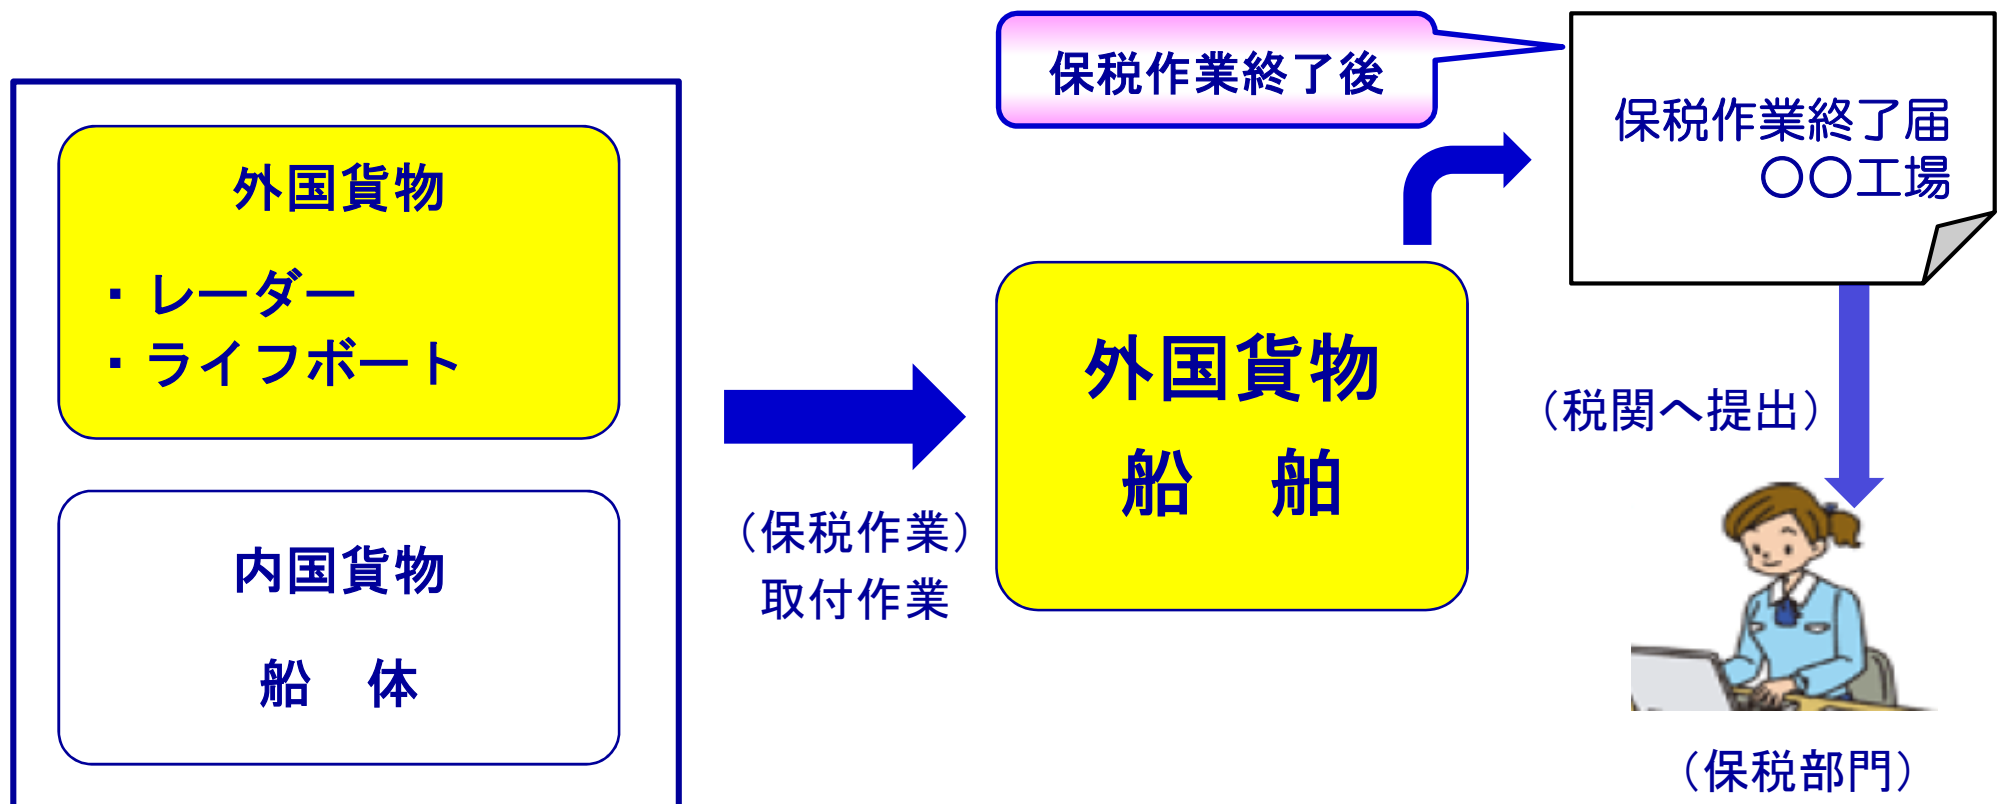 外国貨物
・レーダー
・ライフボート
内国貨物
船　体
（保税作業）
取付作業
外国貨物
船　舶
保税作業終了後
保税作業終了届
〇〇工場
（税関へ提出）
（保税部門）